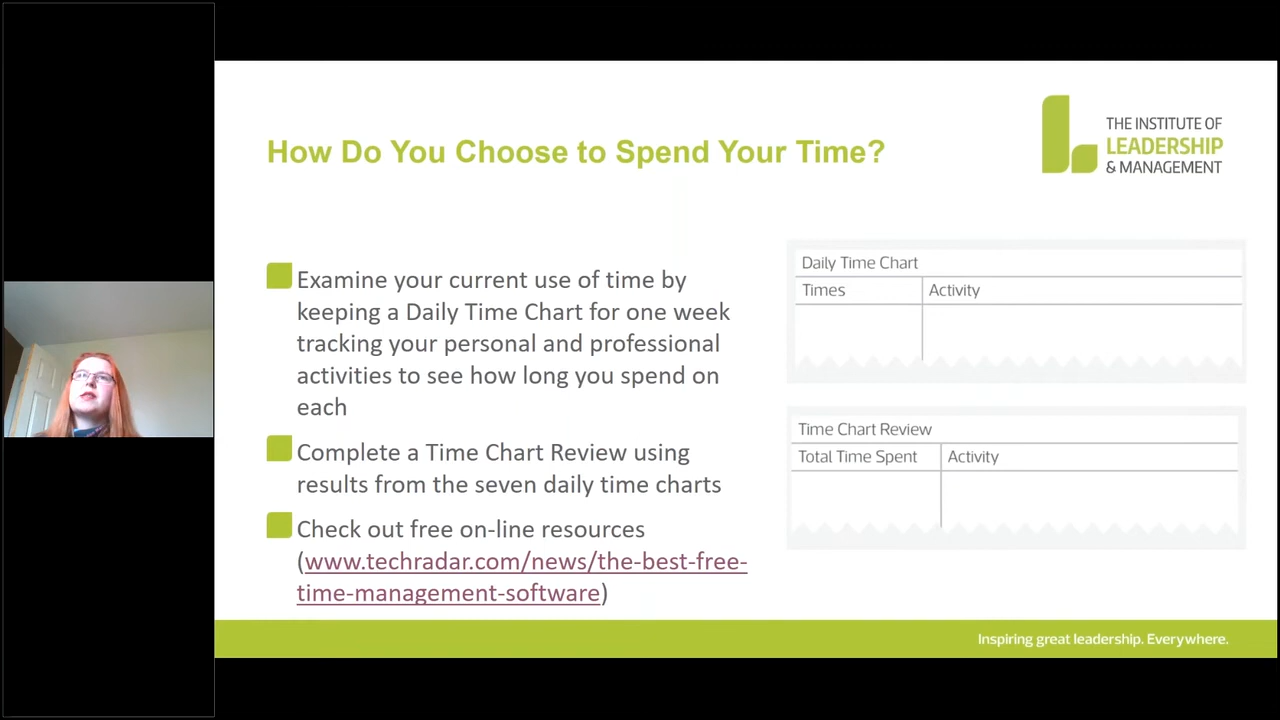 How Do You Choose to Spend Your Time?
THE INSTITUTE OF
LEADERSHIP
& MANAGEMENT
Examine your current use of time by
keeping a Daily Time Chart for one week
tracking your personal and professional
activities to see how long you spend on
each
Complete a Time Chart Review using
results from the seven daily time charts
Check out free on-line resources
(www.techradar.com/news/the-best-free-
time-management-software)
Daily Time Chart
Times Activity
Time Chart Review
Total Time Spent Activity
Inspiring great leadership. Everywhere.